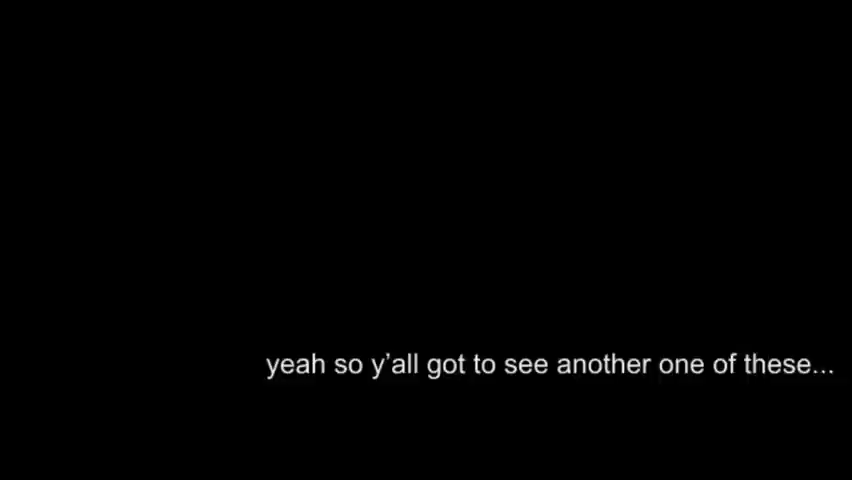 yeah so y’all got to see another one of these...